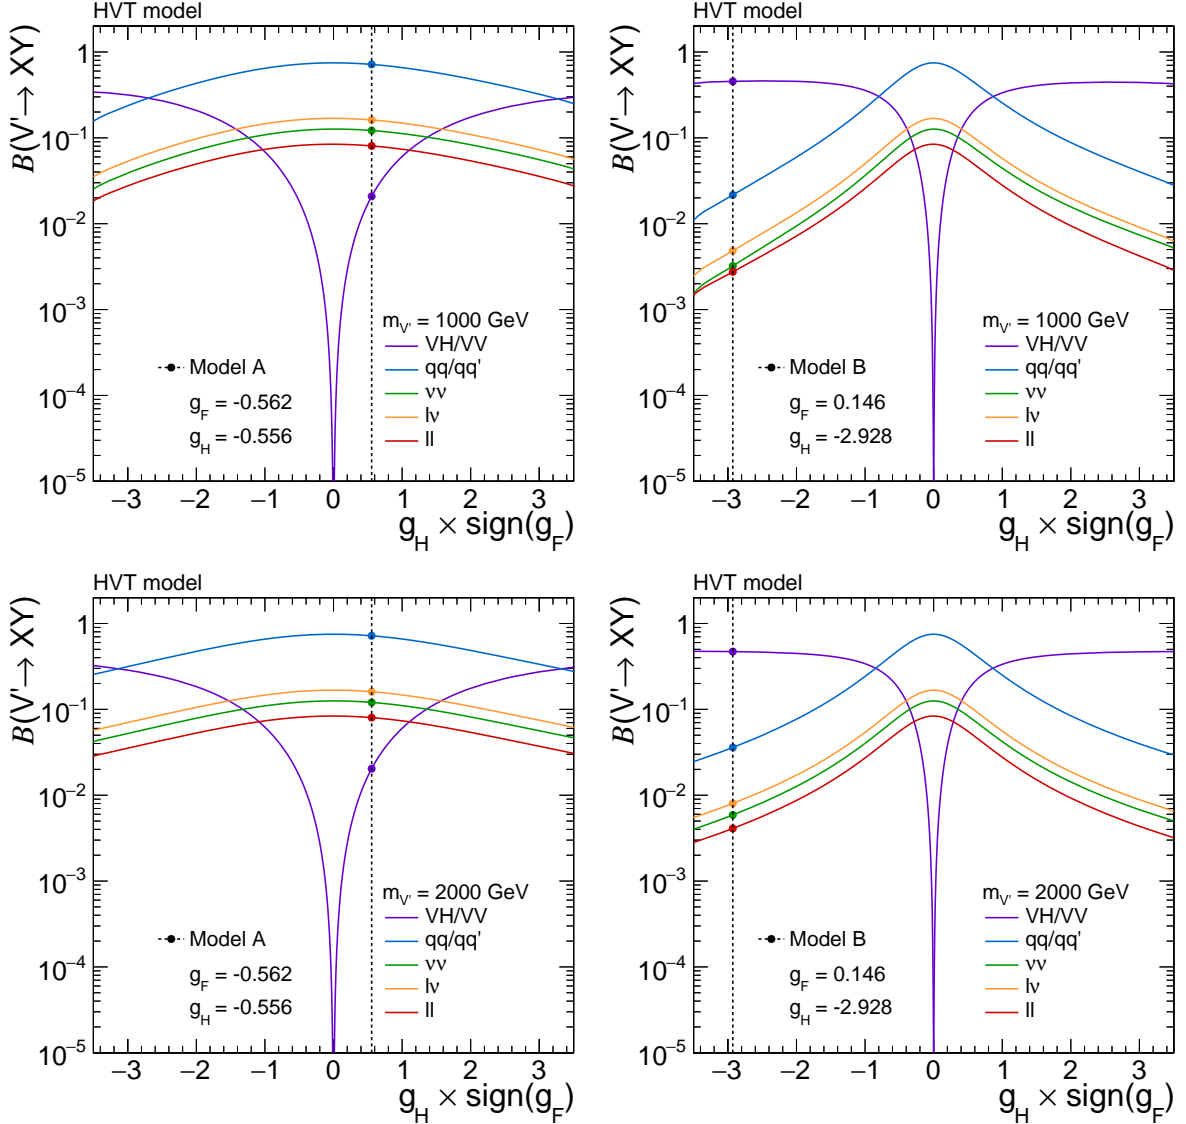 HVT model
B(V'→ XY)
1
10⁻¹
10⁻²
10⁻³
10⁻⁴
10⁻⁵
m_V' = 1000 GeV
VH/VV
qq/qq'
νν
lν
ll
Model A
g_F = -0.562
g_H = -0.556
−3 −2 −1 0 1 2 3
g_H × sign(g_F)
HVT model
B(V'→ XY)
1
10⁻¹
10⁻²
10⁻³
10⁻⁴
10⁻⁵
m_V' = 1000 GeV
VH/VV
qq/qq'
νν
lν
ll
Model B
g_F = 0.146
g_H = -2.928
−3 −2 −1 0 1 2 3
g_H × sign(g_F)
HVT model
B(V'→ XY)
1
10⁻¹
10⁻²
10⁻³
10⁻⁴
10⁻⁵
m_V' = 2000 GeV
VH/VV
qq/qq'
νν
lν
ll
Model A
g_F = -0.562
g_H = -0.556
−3 −2 −1 0 1 2 3
g_H × sign(g_F)
HVT model
B(V'→ XY)
1
10⁻¹
10⁻²
10⁻³
10⁻⁴
10⁻⁵
m_V' = 2000 GeV
VH/VV
qq/qq'
νν
lν
ll
Model B
g_F = 0.146
g_H = -2.928
−3 −2 −1 0 1 2 3
g_H × sign(g_F)